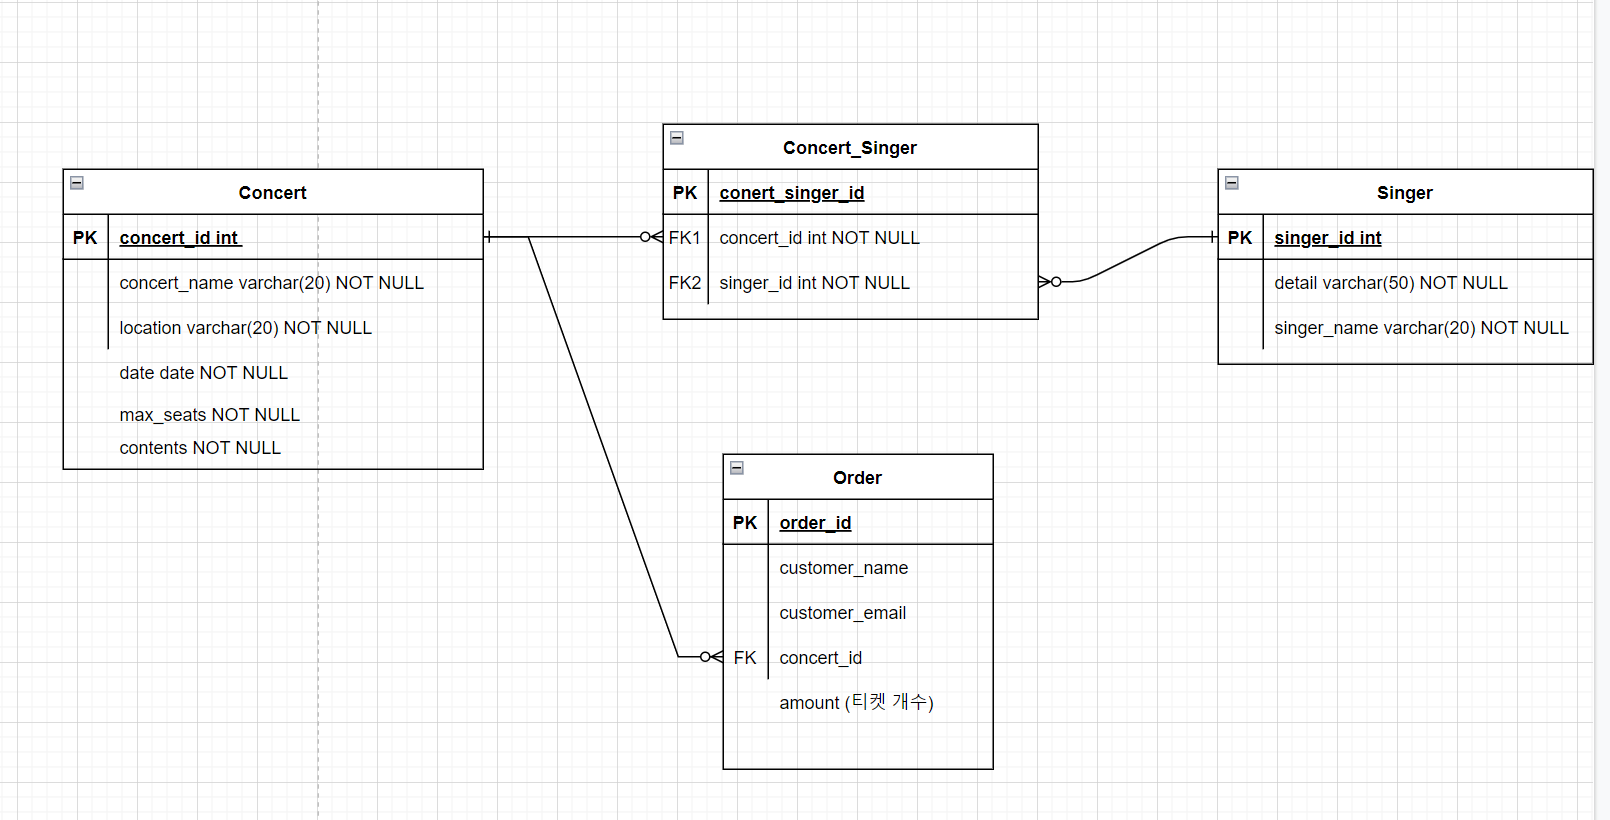 Concert
PK concert_id int
concert_name varchar(20) NOT NULL
location varchar(20) NOT NULL
date date NOT NULL
max_seats NOT NULL
contents NOT NULL
Concert_Singer
PK conert_singer_id
FK1 concert_id int NOT NULL
FK2 singer_id int NOT NULL
Singer
PK singer_id int
detail varchar(50) NOT NULL
singer_name varchar(20) NOT NULL
Order
PK order_id
customer_name
customer_email
FK concert_id
amount (티켓 개수)